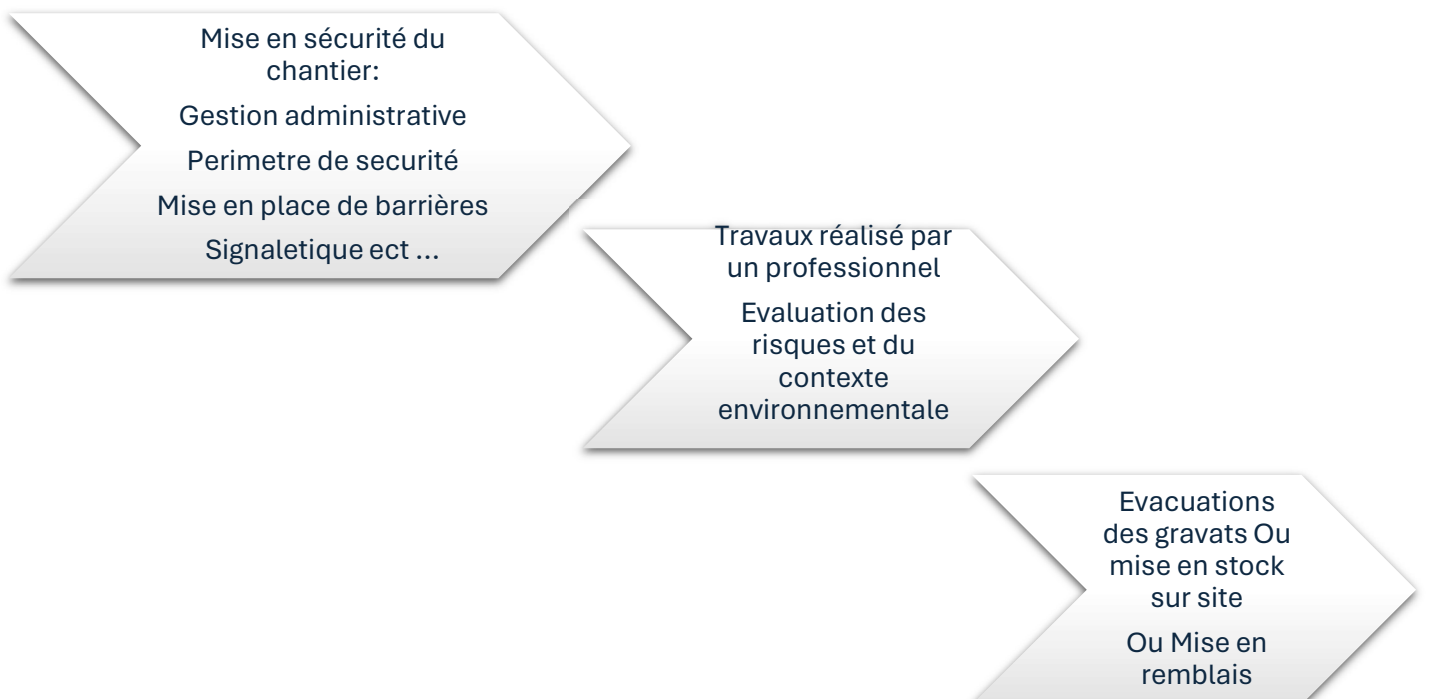 Mise en sécurité du
chantier:
Gestion administrative
Perimetre de securité
Mise en place de barrières
Signaletique ect ...
Travaux réalisé par
un professionnel
Evaluation des
risques et du
contexte
environnementale
Evacuations
des gravats Ou
mise en stock
sur site
Ou Mise en
remblais